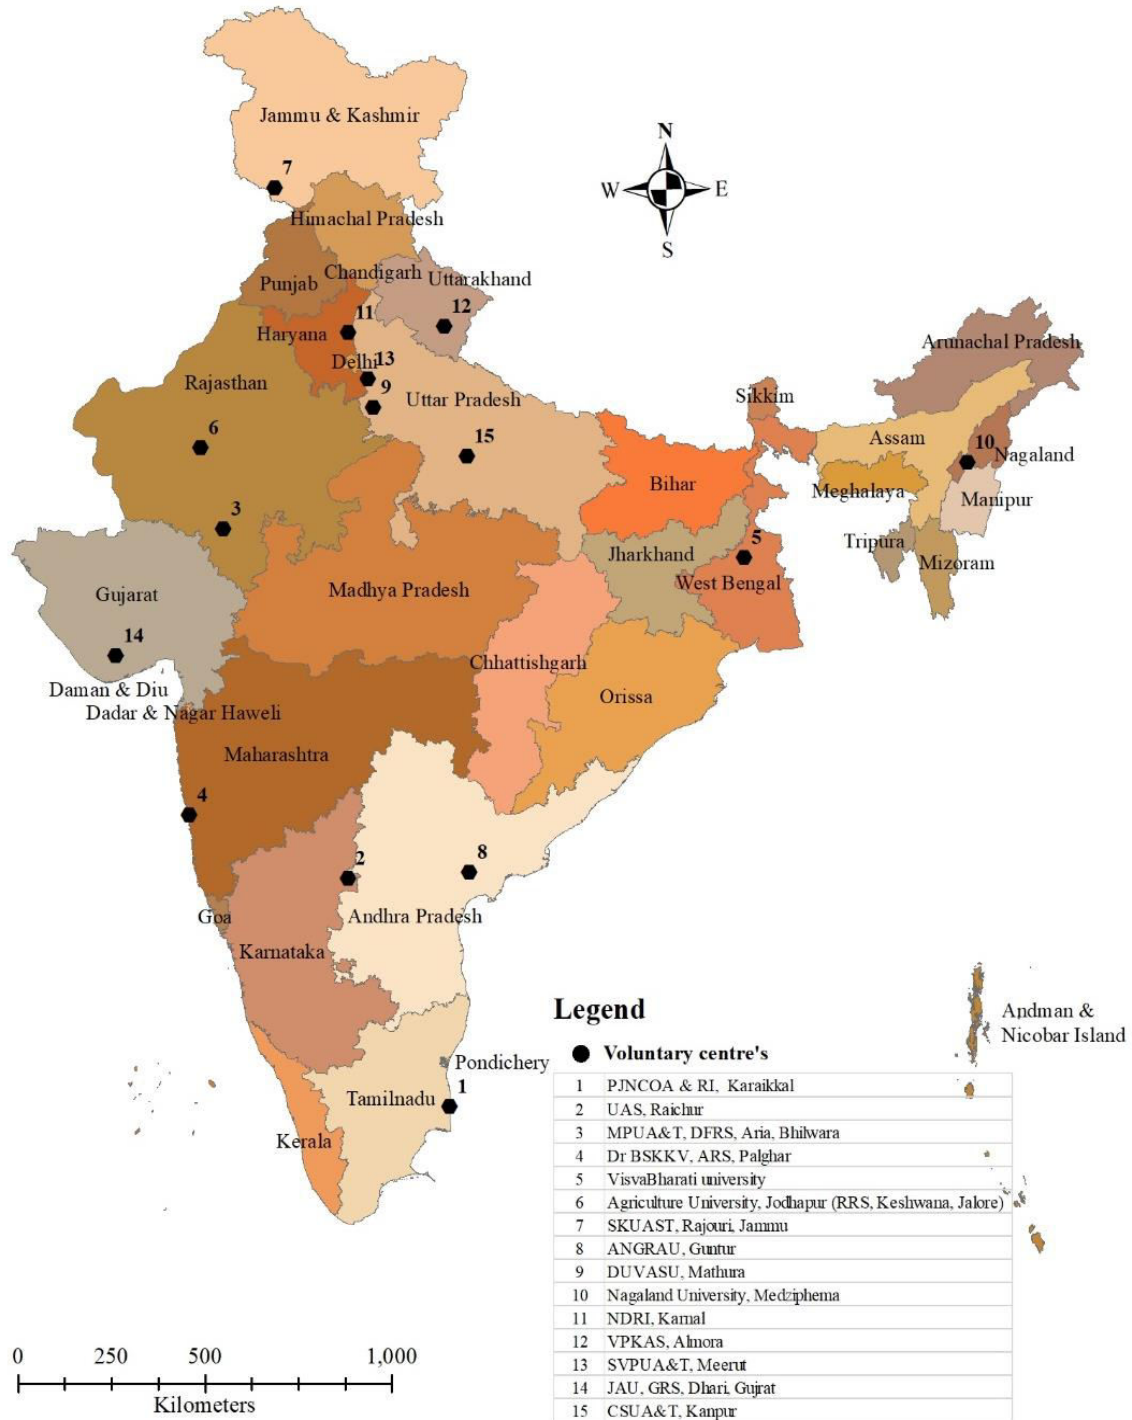 Jammu & Kashmir
N
7
W E
Himachal Pradesh
S
Chandigarh Uttarakhand
Punjab
12
11
Haryana
Arunachal Pradesh
Delhi 13
Rajasthan
9
Sikkim
Uttar Pradesh
6
15
Assam
10
Nagaland
Bihar
Meghalaya
Manipur
3
5
Tripura
Jharkhand
Mizoram
West Bengal
Gujarat
Madhya Pradesh
14
Chhattishgarh
Daman & Diu
Orissa
Dadar & Nagar Haweli
Maharashtra
4
2
8
Goa
Andhra Pradesh
Karnataka
Legend
Andman &
Nicobar Island
Voluntary centre's
Pondichery
1
Tamilnadu
Kerala
1 PJNCOA & RI, Karaikkal
2 UAS, Raichur
3 MPUA&T, DFRS, Aria, Bhilwara
4 Dr BSKKV, ARS, Palghar
5 VisvaBharati university
6 Agriculture University, Jodhapur (RRS, Keshwana, Jalore)
7 SKUAST, Rajouri, Jammu
8 ANGRAU, Guntur
9 DUVASU, Mathura
10 Nagaland University, Medziphema
11 NDRI, Karnal
12 VPKAS, Almora
13 SVPUA&T, Meerut
14 JAU, GRS, Dhari, Gujrat
15 CSUA&T, Kanpur
0 250 500 1,000
Kilometers